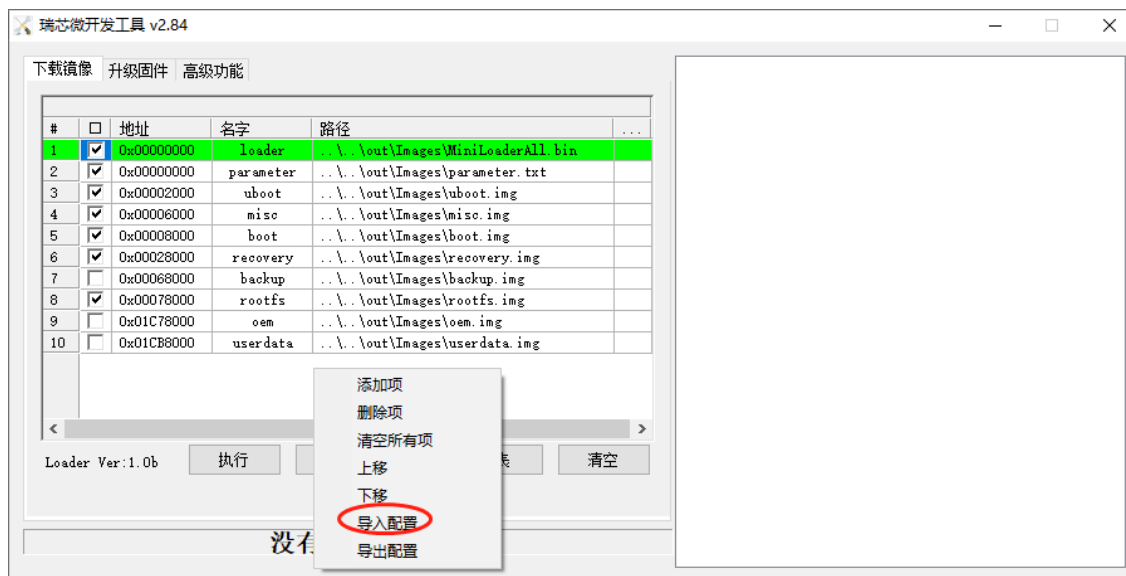 瑞芯微开发工具 v2.84
下载镜像 升级固件 高级功能
# 地址 名字 路径 ...
1 0x00000000 loader ..\..\out\Images\MiniLoaderAll.bin
2 0x00000000 parameter ..\..\out\Images\parameter.txt
3 0x00002000 uboot ..\..\out\Images\uboot.img
4 0x00006000 misc ..\..\out\Images\misc.img
5 0x00008000 boot ..\..\out\Images\boot.img
6 0x00028000 recovery ..\..\out\Images\recovery.img
7 0x00068000 backup ..\..\out\Images\backup.img
8 0x00078000 rootfs ..\..\out\Images\rootfs.img
9 0x01C78000 oem ..\..\out\Images\oem.img
10 0x01CB8000 userdata ..\..\out\Images\userdata.img
添加项
删除项
清空所有项
上移
下移
导入配置
导出配置
Loader Ver:1.0b 执行 清空
没有